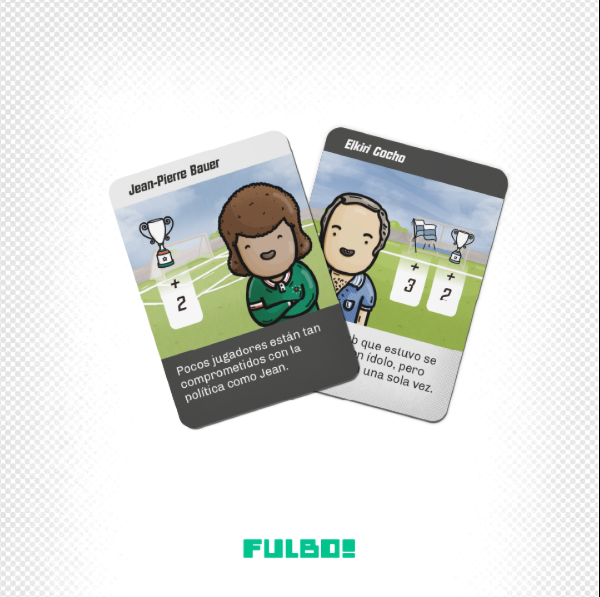 Jean-Pierre Bauer
+
2
Pocos jugadores están tan
comprometidos con la
política como Jean.
Elkiri Cocho
+
3
+
2
b que estuvo se
n ídolo, pero
una sola vez.
FULBO!